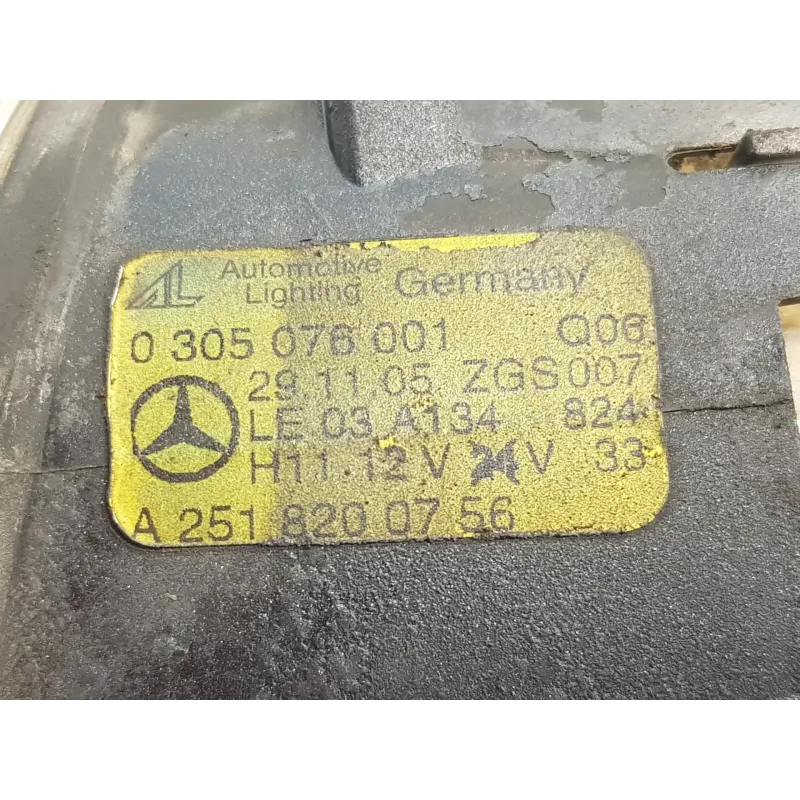 AL Automotive Lighting Germany
0 305 076 001 Q06
29 11 05 ZGS 007
LE 03 A134 824
H11 12 V V 33
A 251 820 07 56